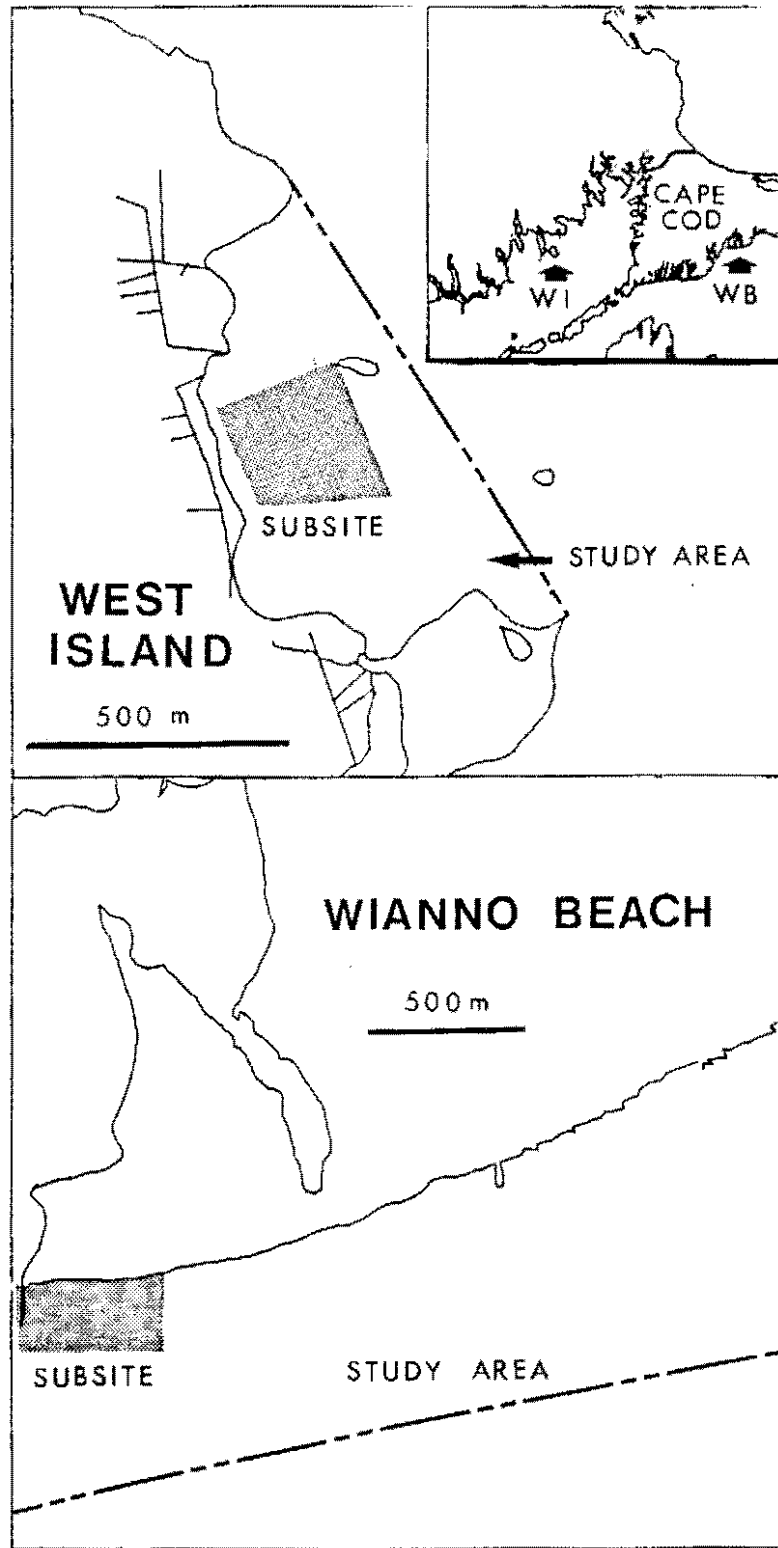 CAPE
COD
WI
WB
SUBSITE
STUDY AREA
WEST
ISLAND
500 m
WIANNO BEACH
500 m
SUBSITE
STUDY AREA